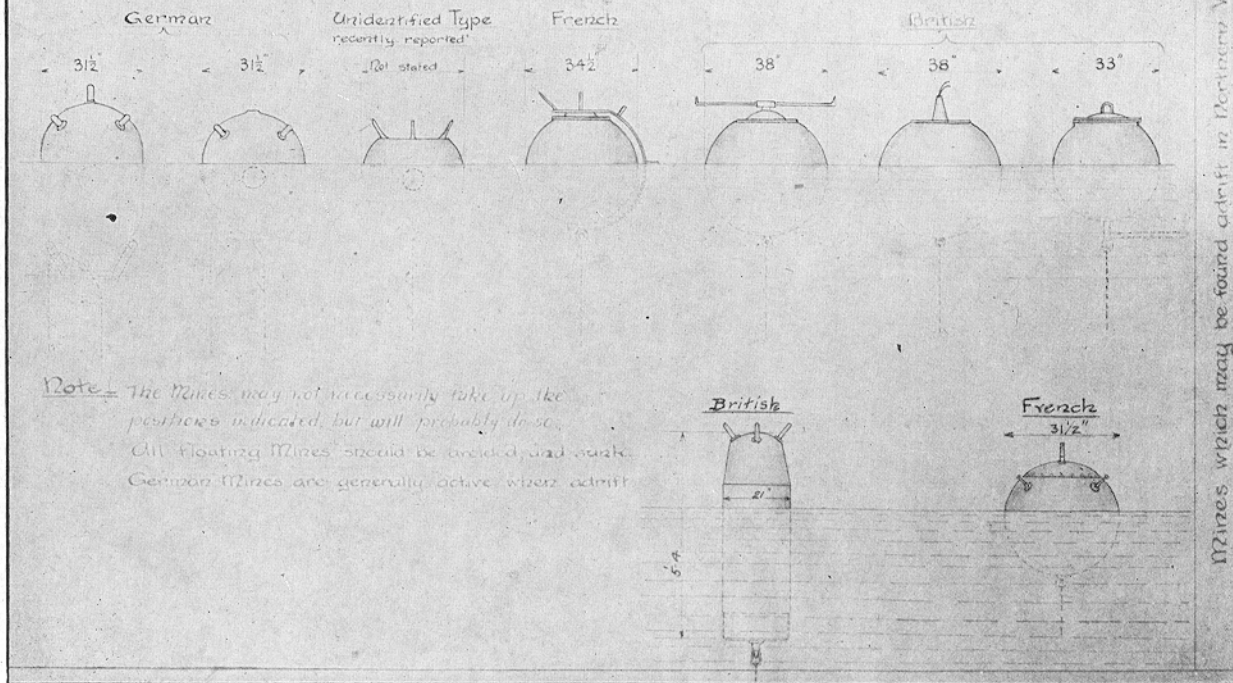 German
Unidentified Type
recently reported
French
British
31½"
31½"
Not stated
34½"
38"
38"
33"
Note:- The Mines may not necessarily take up the
positions indicated, but will probably do so.
All Floating Mines should be avoided, and sunk.
German Mines are generally active when adrift
British
21"
5'4
French
31/2"
Mines which may be found adrift in Northern